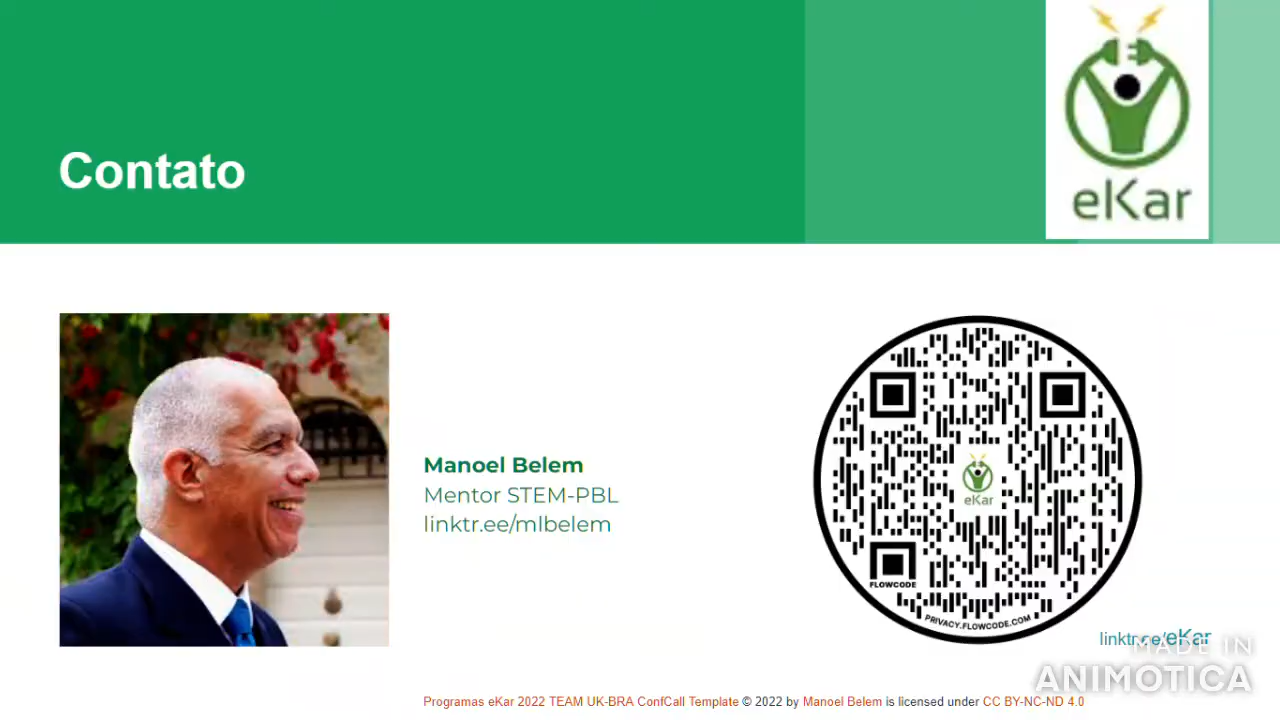 Contato
eKar
Manoel Belem
Mentor STEM-PBL
linktr.ee/mlbelem
eKar
FLOWCODE
PRIVACY.FLOWCODE.COM
linktr.ee/eKar
MADE IN
ANIMOTICA
Programas eKar 2022 TEAM UK-BRA ConfCall Template © 2022 by Manoel Belem is licensed under CC BY-NC-ND 4.0